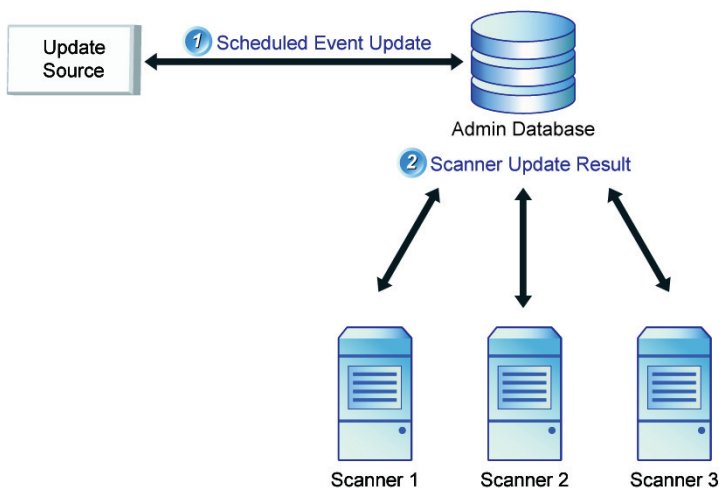 Update
Source
1 Scheduled Event Update
Admin Database
2 Scanner Update Result
Scanner 1
Scanner 2
Scanner 3